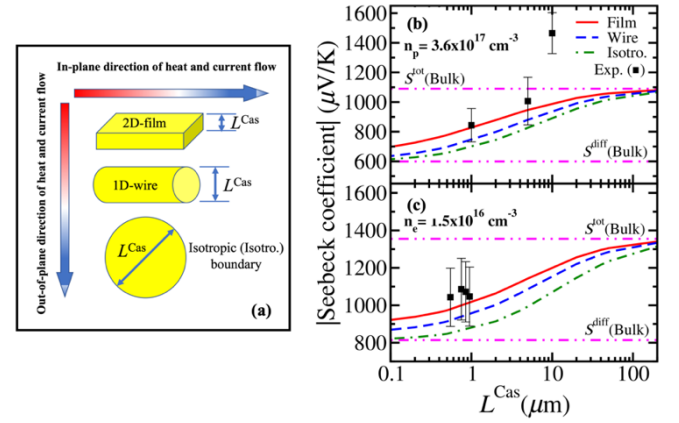 In-plane direction of heat and current flow
Out-of-plane direction of heat and current flow
2D-film
L^Cas
1D-wire
L^Cas
L^Cas
Isotropic (Isotro.)
boundary
(a)
|Seebeck coefficient| (μV/K)
1600
1400
1200
1000
800
600
(b)
n_p= 3.6x10^17 cm^-3
Film
Wire
Isotro.
Exp. (■)
S^tot(Bulk)
S^diff(Bulk)
1400
1200
1000
800
(c)
n_e= 1.5x10^16 cm^-3
S^tot(Bulk)
S^diff(Bulk)
0.1
1
10
100
L^Cas(μm)